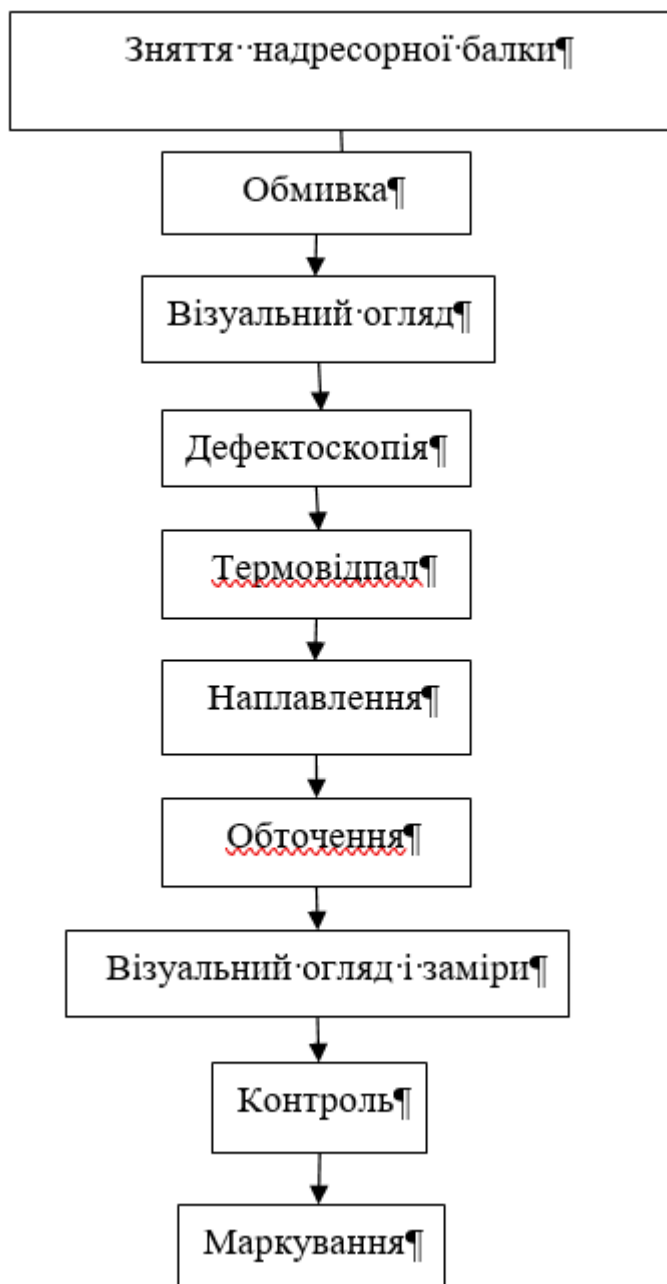 Зняття··надресорної·балки¶
Обмивка¶
Візуальний·огляд¶
Дефектоскопія¶
Термовідпал¶
Наплавлення¶
Обточення¶
Візуальний·огляд·і·заміри¶
Контроль¶
Маркування¶